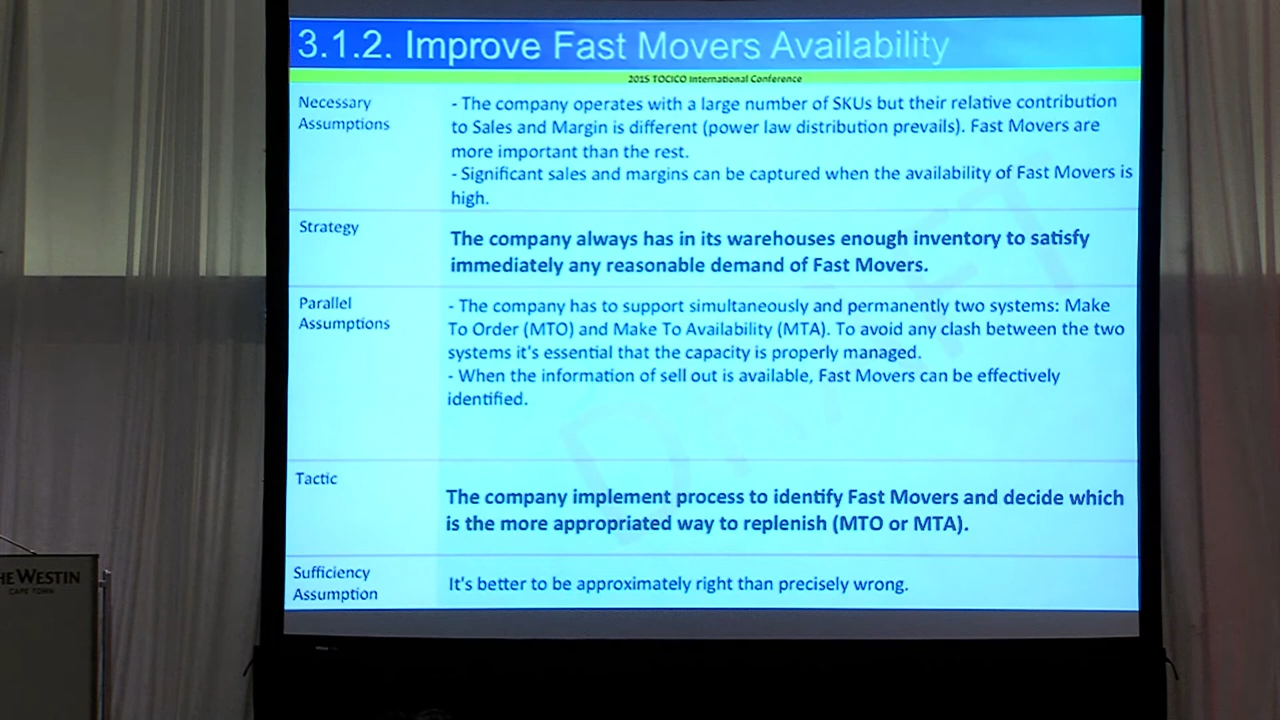 3.1.2. Improve Fast Movers Availability
2015 TOCICO International Conference
Necessary
Assumptions
- The company operates with a large number of SKUs but their relative contribution
to Sales and Margin is different (power law distribution prevails). Fast Movers are
more important than the rest.
- Significant sales and margins can be captured when the availability of Fast Movers is
high.
Strategy
The company always has in its warehouses enough inventory to satisfy
immediately any reasonable demand of Fast Movers.
Parallel
Assumptions
- The company has to support simultaneously and permanently two systems: Make
To Order (MTO) and Make To Availability (MTA). To avoid any clash between the two
systems it's essential that the capacity is properly managed.
- When the information of sell out is available, Fast Movers can be effectively
identified.
DRAFT
Tactic
The company implement process to identify Fast Movers and decide which
is the more appropriated way to replenish (MTO or MTA).
Sufficiency
Assumption
It's better to be approximately right than precisely wrong.
HE WESTIN
CAPE TOWN